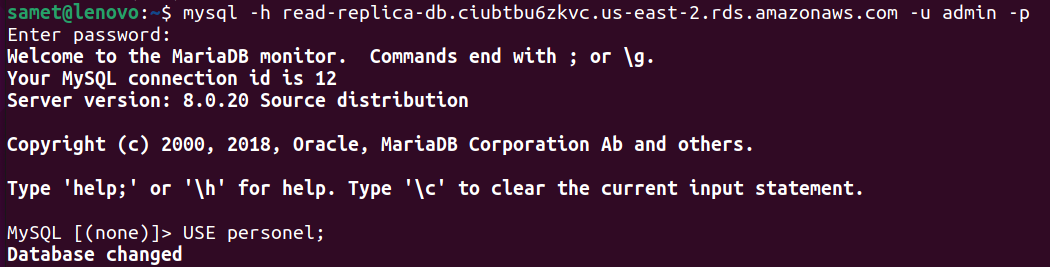 samet@lenovo:~$ mysql -h read-replica-db.ciubtbu6zkvc.us-east-2.rds.amazonaws.com -u admin -p
Enter password:
Welcome to the MariaDB monitor.  Commands end with ; or \g.
Your MySQL connection id is 12
Server version: 8.0.20 Source distribution
Copyright (c) 2000, 2018, Oracle, MariaDB Corporation Ab and others.
Type 'help;' or '\h' for help. Type '\c' to clear the current input statement.
MySQL [(none)]> USE personel;
Database changed